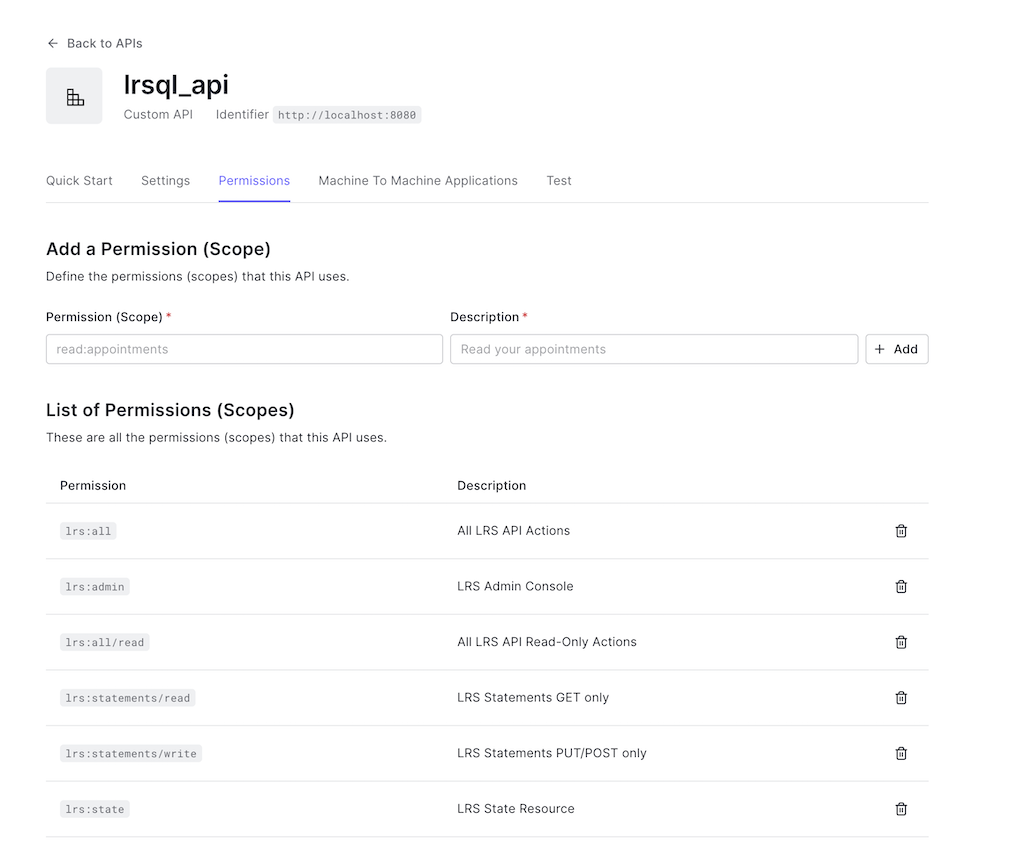 Back to APIs
lrsql_api
Custom API Identifier http://localhost:8080
Quick Start Settings Permissions Machine To Machine Applications Test
Add a Permission (Scope)
Define the permissions (scopes) that this API uses.
Permission (Scope) * Description *
read:appointments Read your appointments + Add
List of Permissions (Scopes)
These are all the permissions (scopes) that this API uses.
Permission Description
lrs:all All LRS API Actions
lrs:admin LRS Admin Console
lrs:all/read All LRS API Read-Only Actions
lrs:statements/read LRS Statements GET only
lrs:statements/write LRS Statements PUT/POST only
lrs:state LRS State Resource